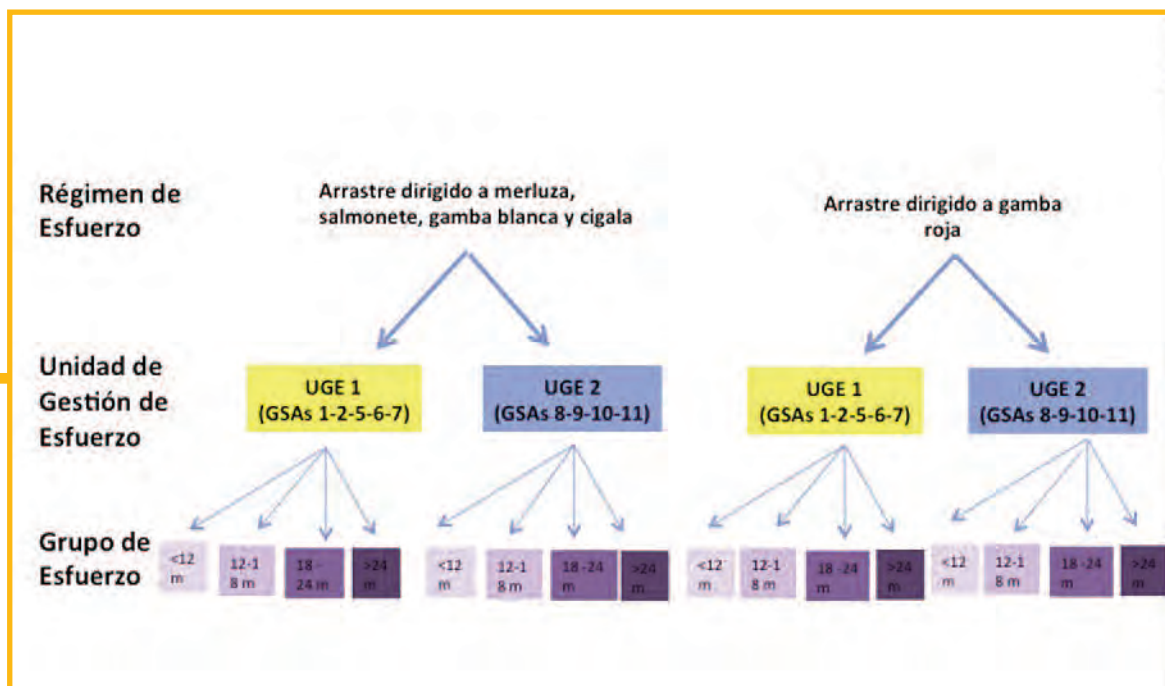 Régimen de
Esfuerzo
Arrastre dirigido a merluza,
salmonete, gamba blanca y cigala
Arrastre dirigido a gamba
roja
Unidad de
Gestión de
Esfuerzo
UGE 1
(GSAs 1-2-5-6-7)
UGE 2
(GSAs 8-9-10-11)
UGE 1
(GSAs 1-2-5-6-7)
UGE 2
(GSAs 8-9-10-11)
Grupo de
Esfuerzo
<12
m
12-1
8 m
18 -
24 m
>24
m
<12
m
12-1
8 m
18 -24
m
>24
m
<12
m
12-1
8 m
18 -24
m
>24
m
<12
m
12-1
8 m
18 -24
m
>24
m